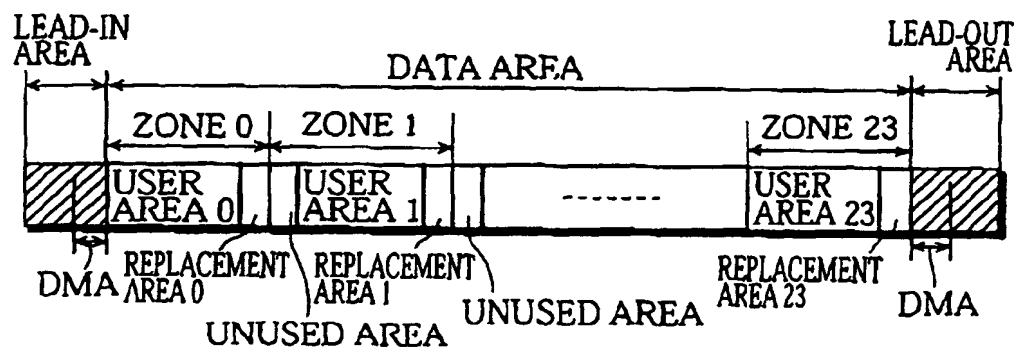 LEAD-IN
AREA
LEAD-OUT
AREA
DATA AREA
ZONE 0
ZONE 1
ZONE 23
USER
AREA 0
USER
AREA 1
USER
AREA 23
DMA
REPLACEMENT
AREA 0
REPLACEMENT
AREA 1
REPLACEMENT
AREA 23
DMA
UNUSED AREA
UNUSED AREA